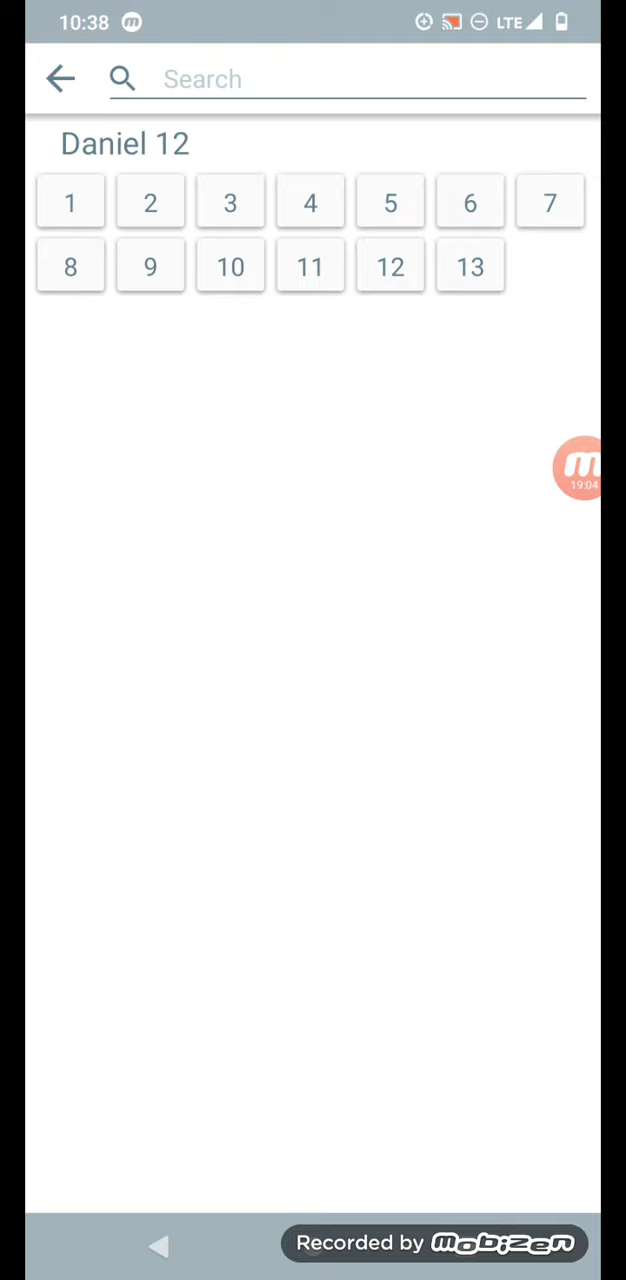 10:38 m LTE
Search
Daniel 12
1 2 3 4 5 6 7
8 9 10 11 12 13
m
19:04
Recorded by mobizen